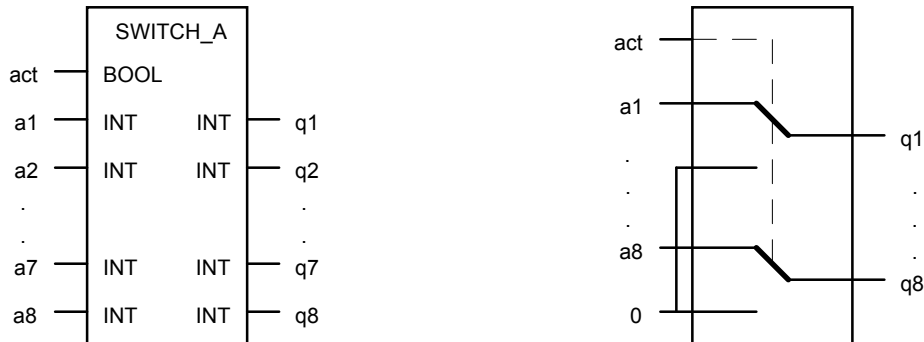 SWITCH_A
act BOOL
a1 INT INT q1
a2 INT INT q2
. .
. .
a7 INT INT q7
a8 INT INT q8
act
a1
q1
. .
. .
. .
a8
q8
0